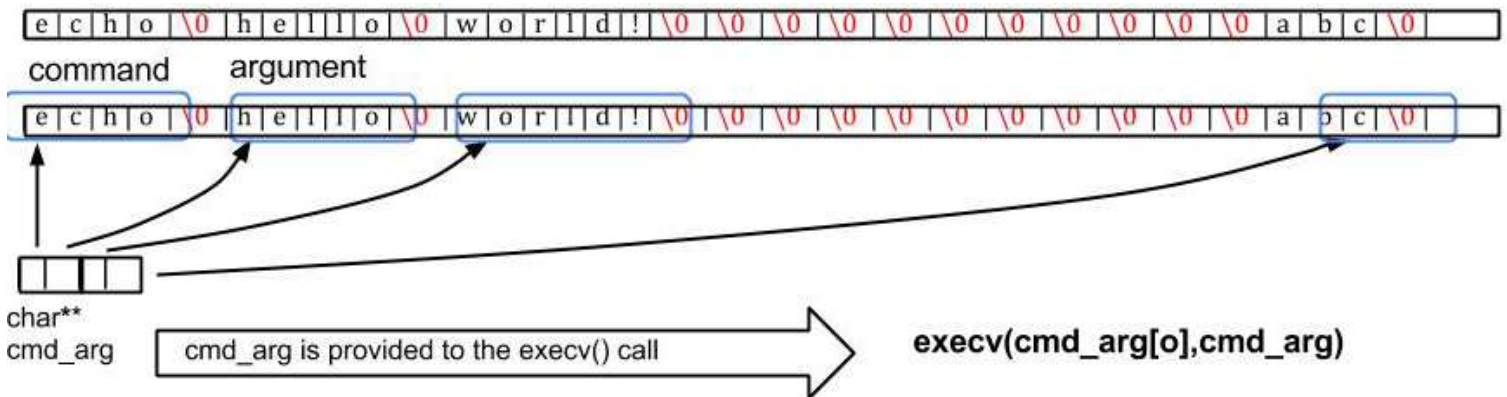 e|c|h|o|\0|h|e|l|l|o|\0|w|o|r|l|d|!|\0|\0|\0|\0|\0|\0|\0|\0|\0|\0|\0|a|b|c|\0|
command argument
e|c|h|o|\0|h|e|l|l|o|\0|w|o|r|l|d|!|\0|\0|\0|\0|\0|\0|\0|\0|\0|\0|\0|a|b|c|\0|
char**
cmd_arg
cmd_arg is provided to the execv() call
execv(cmd_arg[o],cmd_arg)